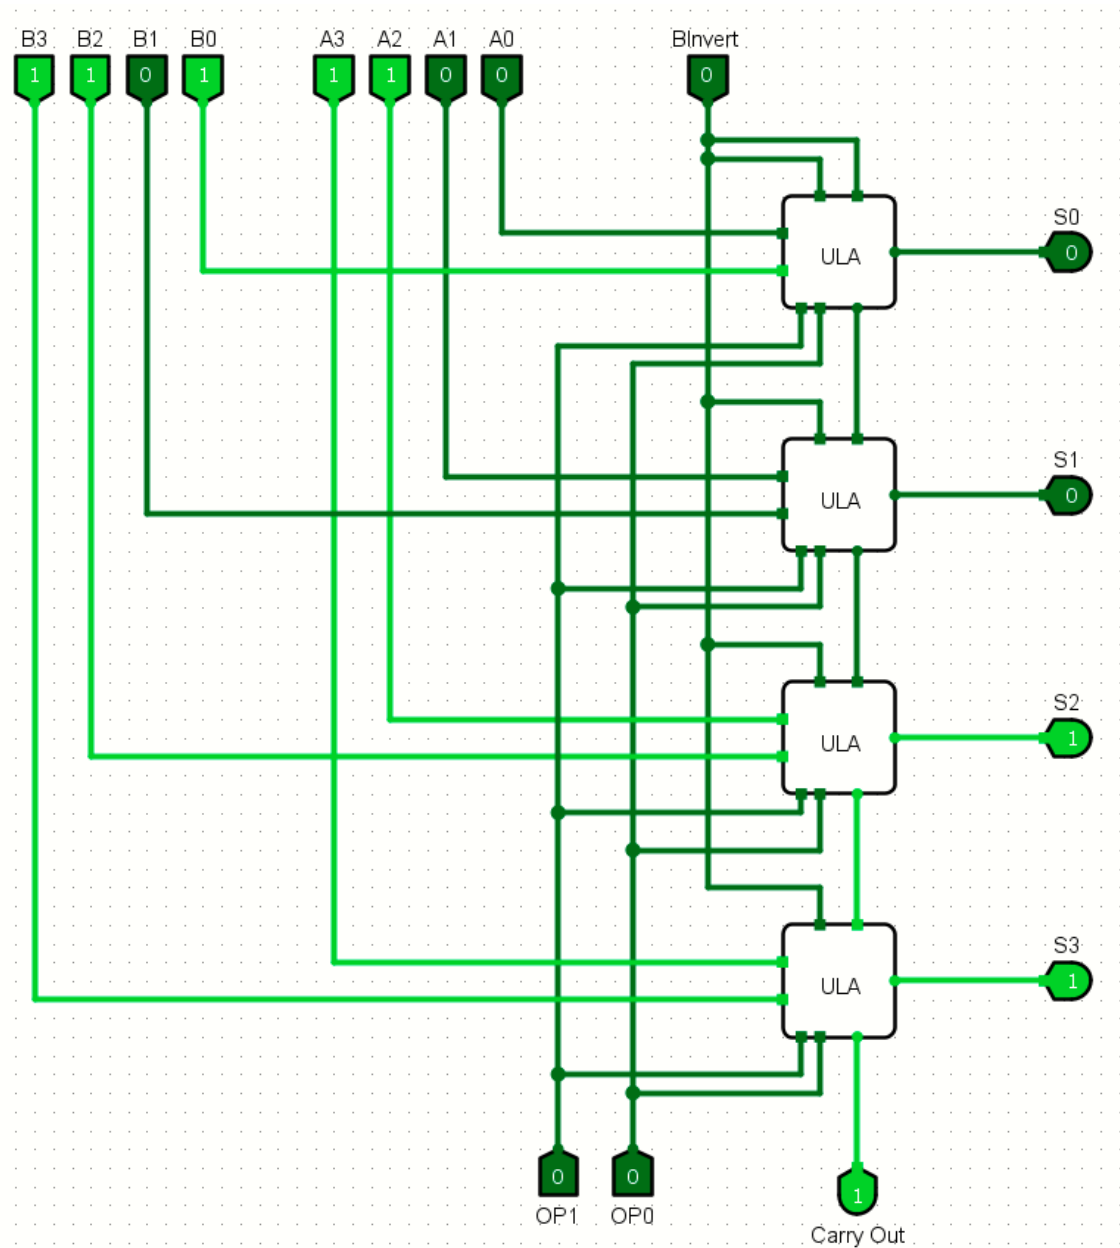 B3 B2 B1 B0 A3 A2 A1 A0 BInvert
1 1 0 1 1 1 0 0 0
S0
ULA 0
S1
ULA 0
S2
ULA 1
S3
ULA 1
0 0 1
OP1 OP0
Carry Out